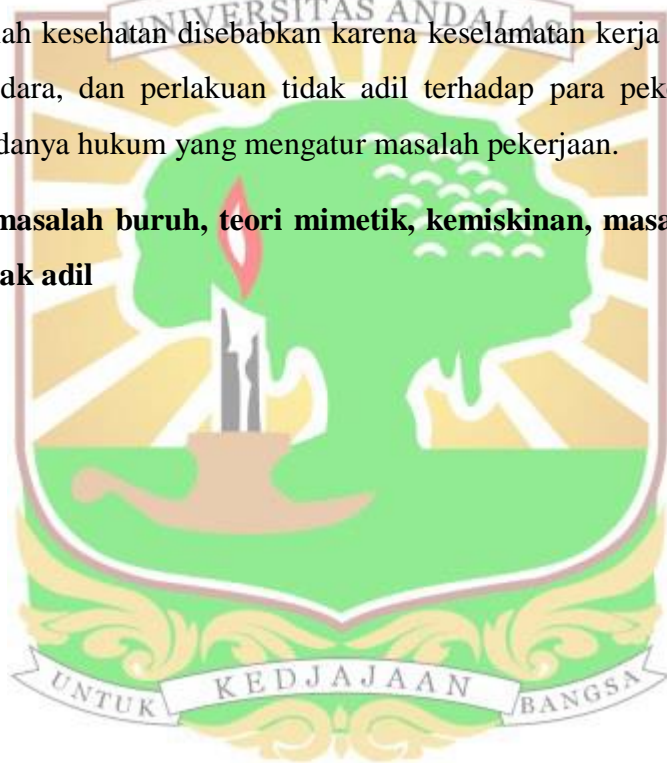 UNIVERSITAS ANDALAS
lah kesehatan disebabkan karena keselamatan kerja
dara, dan perlakuan tidak adil terhadap para pek
danya hukum yang mengatur masalah pekerjaan.
masalah buruh, teori mimetik, kemiskinan, masa
ak adil
UNTUK KEDJAJAAN BANGSA